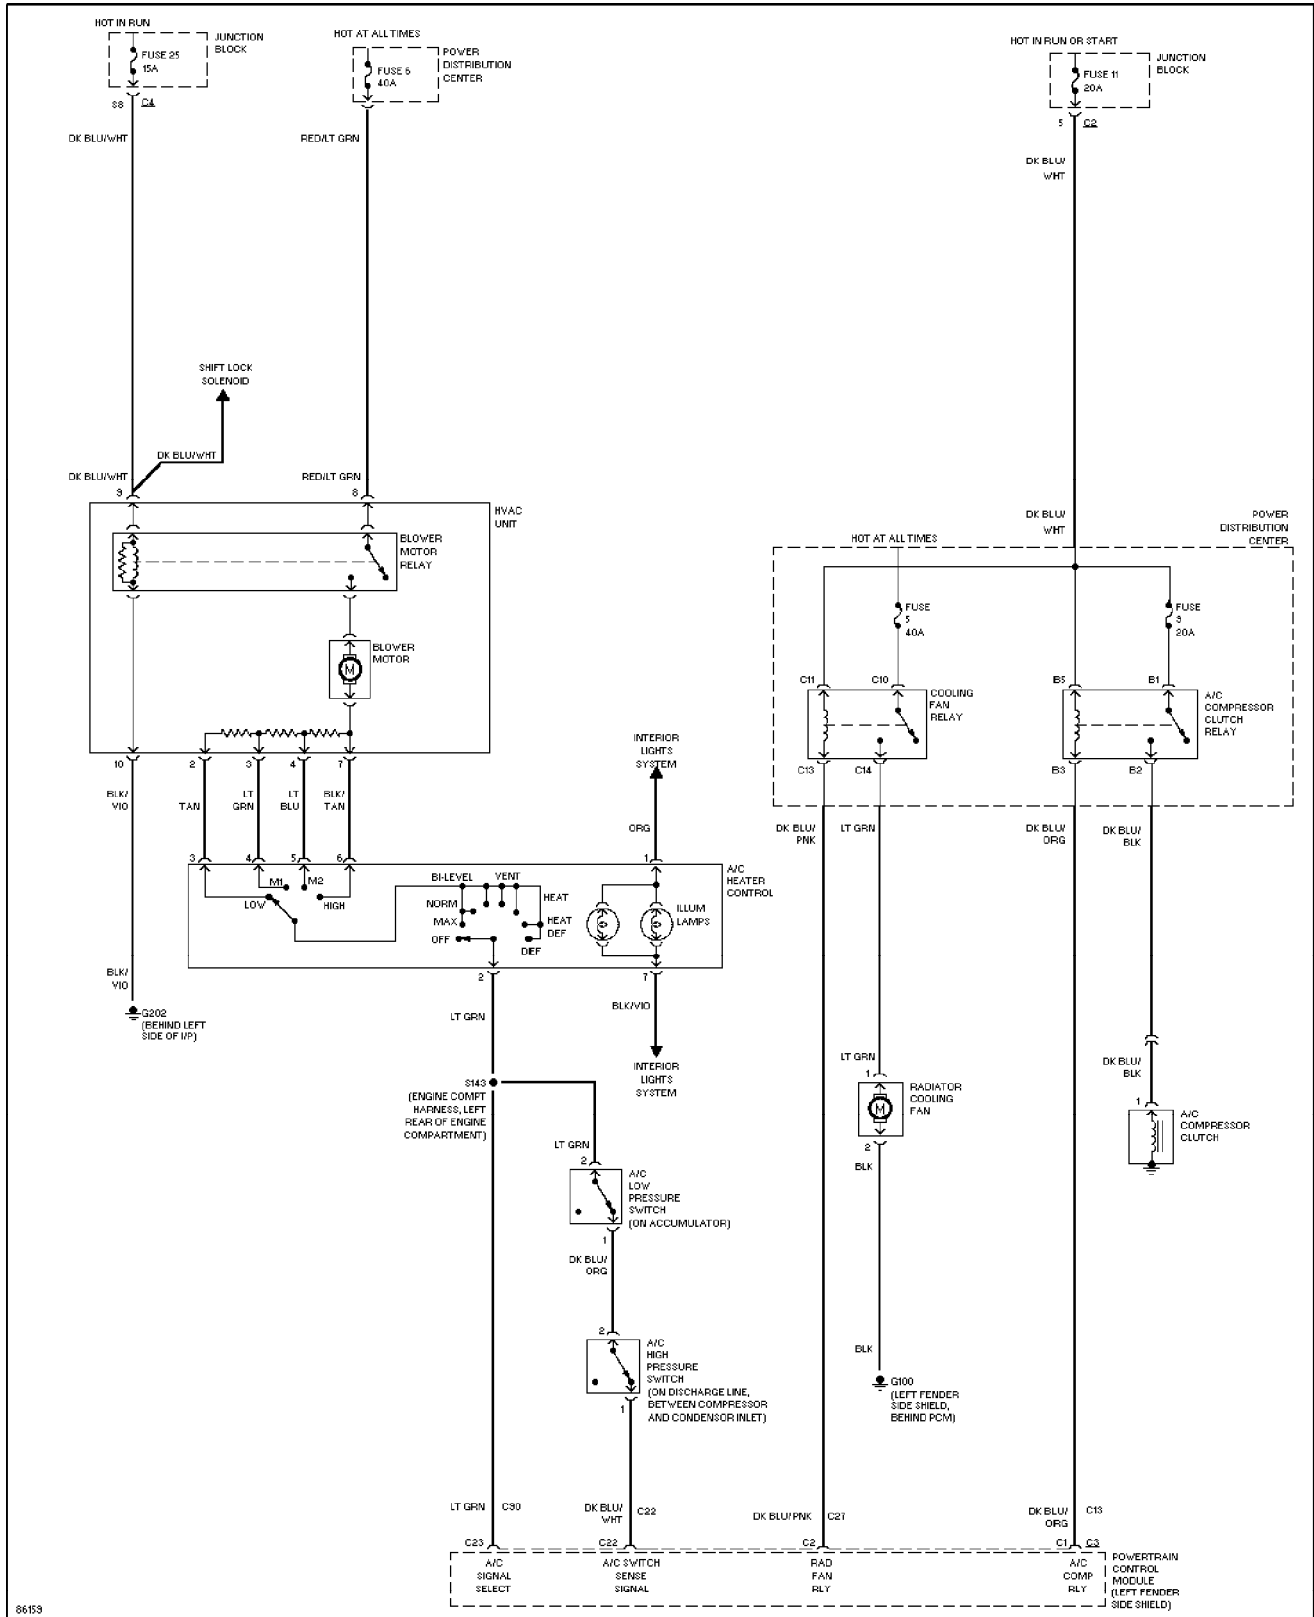 HOT IN RUN
FUSE 25
15A
JUNCTION
BLOCK
S8 C4
HOT AT ALL TIMES
FUSE 6
40A
POWER
DISTRIBUTION
CENTER
HOT IN RUN OR START
FUSE 11
20A
JUNCTION
BLOCK
5 C2
DK BLU/WHT
RED/LT GRN
DK BLU/
WHT
SHIFT LOCK
SOLENOID
DK BLU/WHT
DK BLU/WHT
RED/LT GRN
9
8
HVAC
UNIT
BLOWER
MOTOR
RELAY
M
BLOWER
MOTOR
10
2
3
4
7
BLK/
VIO
TAN
LT
GRN
LT
BLU
BLK/
TAN
DK BLU/
WHT
POWER
DISTRIBUTION
CENTER
HOT AT ALL TIMES
FUSE
5
40A
FUSE
9
20A
C11
C10
COOLING
FAN
RELAY
B5
B1
A/C
COMPRESSOR
CLUTCH
RELAY
C13
C14
B3
B2
DK BLU/
PNK
LT GRN
DK BLU/
ORG
DK BLU/
BLK
INTERIOR
LIGHTS
SYSTEM
ORG
3
4
5
6
1
A/C
HEATER
CONTROL
M1
M2
LOW
HIGH
BI-LEVEL
VENT
NORM
MAX
OFF
HEAT
HEAT
DEF
DEF
ILLUM
LAMPS
2
7
BLK/
VIO
G202
(BEHIND LEFT
SIDE OF I/P)
LT GRN
BLK/VIO
INTERIOR
LIGHTS
SYSTEM
S143
(ENGINE COMPT
HARNESS, LEFT
REAR OF ENGINE
COMPARTMENT)
LT GRN
2
A/C
LOW
PRESSURE
SWITCH
(ON ACCUMULATOR)
1
DK BLU/
ORG
2
A/C
HIGH
PRESSURE
SWITCH
(ON DISCHARGE LINE,
BETWEEN COMPRESSOR
AND CONDENSOR INLET)
1
LT GRN
1
M
RADIATOR
COOLING
FAN
2
BLK
BLK
G100
(LEFT FENDER
SIDE SHIELD,
BEHIND PCM)
DK BLU/
BLK
1
A/C
COMPRESSOR
CLUTCH
LT GRN C90
DK BLU/
WHT
C22
DK BLU/PNK C27
DK BLU/
ORG
C13
C23
C22
C2
C1 C3
A/C
SIGNAL
SELECT
A/C SWITCH
SENSE
SIGNAL
RAD
FAN
RLY
A/C
COMP
RLY
POWERTRAIN
CONTROL
MODULE
(LEFT FENDER
SIDE SHIELD)
86159